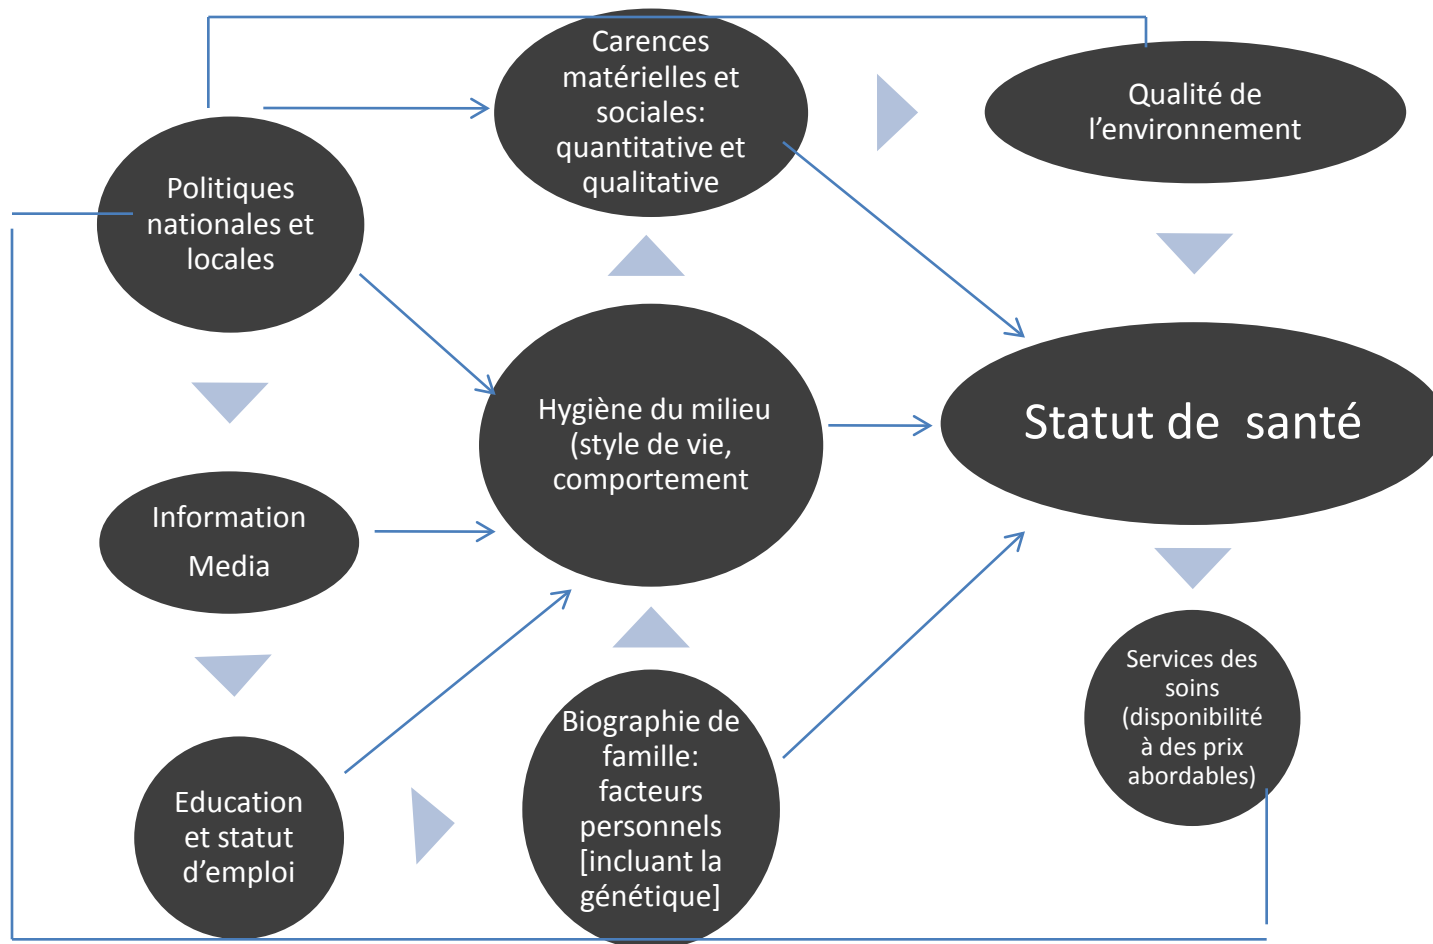 Carences
matérielles et
sociales:
quantitative et
qualitative
Qualité de
l’environnement
Politiques
nationales et
locales
Hygiène du milieu
(style de vie,
comportement
Statut de  santé
Information
Media
Services des
soins
(disponibilité
à des prix
abordables)
Biographie de
famille:
facteurs
personnels
[incluant la
génétique]
Education
et statut
d’emploi